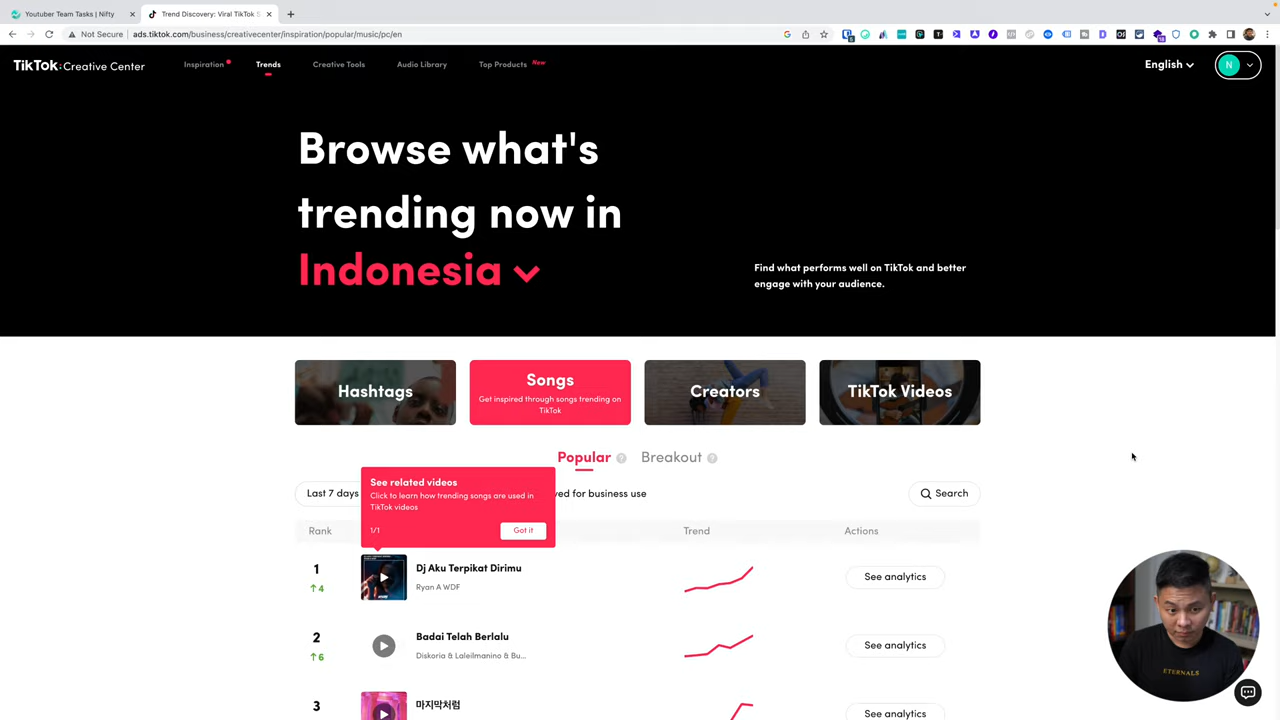 Youtuber Team Tasks | Nifty
Trend Discovery: Viral TikTok S
Not Secure
ads.tiktok.com/business/creativecenter/inspiration/popular/music/pc/en
TikTok: Creative Center
Inspiration
Trends
Creative Tools
Audio Library
Top Products
New
English
N
Browse what's
trending now in
Indonesia
Find what performs well on TikTok and better
engage with your audience.
Hashtags
Songs
Get inspired through songs trending on
TikTok
Creators
TikTok Videos
Popular ?
Breakout ?
Last 7 days
ved for business use
Search
See related videos
Click to learn how trending songs are used in
TikTok videos
1/1
Got it
Rank
Trend
Actions
1
4
Dj Aku Terpikat Dirimu
Ryan A WDF
See analytics
2
6
Badai Telah Berlalu
Diskoria & Laleilmanino & Bu...
See analytics
3
마지막처럼
See analytics
ETERNALS